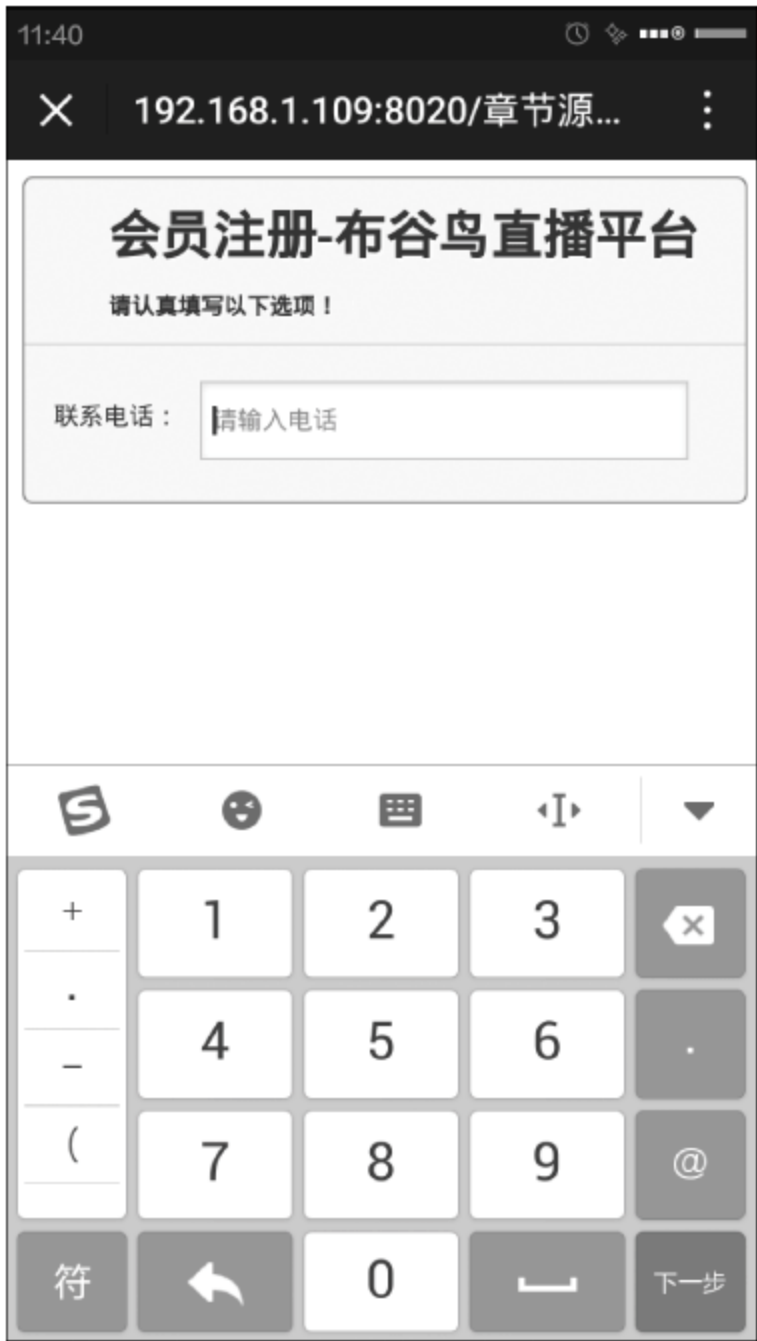 11:40
192.168.1.109:8020/章节源...
会员注册-布谷鸟直播平台
请认真填写以下选项！
联系电话：
请输入电话
+ 1 2 3
. 4 5 6 .
- 7 8 9 @
(
符 0 下一步